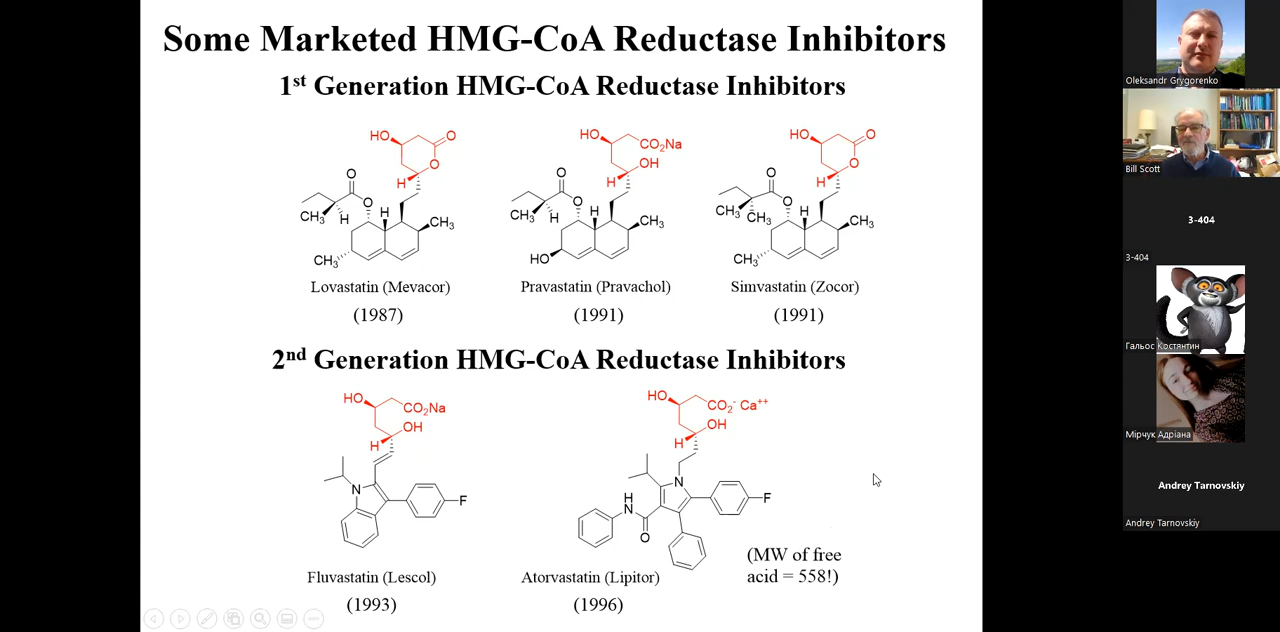 Some Marketed HMG-CoA Reductase Inhibitors
1st Generation HMG-CoA Reductase Inhibitors
HO
O
O
H
O
O
CH3
H
H
CH3
CH3
Lovastatin (Mevacor)
(1987)
HO
CO2Na
OH
H
O
O
CH3
H
H
CH3
HO
Pravastatin (Pravachol)
(1991)
HO
O
O
H
O
O
CH3
CH3
H
CH3
CH3
Simvastatin (Zocor)
(1991)
2nd Generation HMG-CoA Reductase Inhibitors
HO
CO2Na
OH
H
N
F
Fluvastatin (Lescol)
(1993)
HO
CO2- Ca++
OH
H
N
F
H
N
O
Atorvastatin (Lipitor)
(1996)
(MW of free
acid = 558!)
Oleksandr Grygorenko
Bill Scott
3-404
3-404
Гальос Костянтин
Мірчук Адріана
Andrey Tarnovskiy
Andrey Tarnovskiy